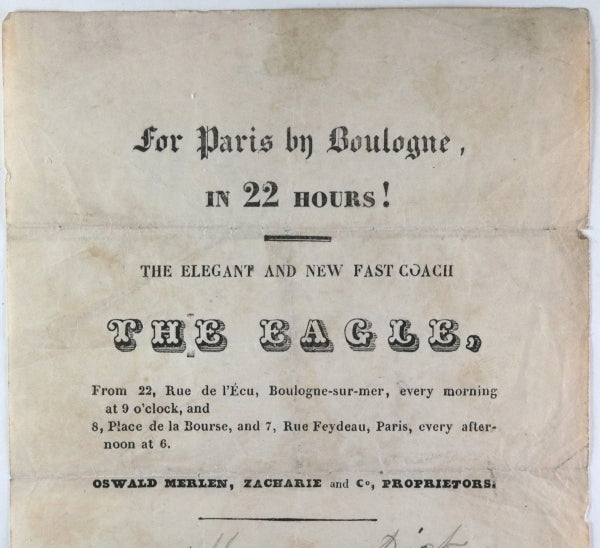 For Paris by Boulogne,
IN 22 HOURS!
THE ELEGANT AND NEW FAST COACH
THE EAGLE,
From 22, Rue de l'Écu, Boulogne-sur-mer, every morning
at 9 o'clock, and
8, Place de la Bourse, and 7, Rue Feydeau, Paris, every after-
noon at 6.
OSWALD MERLEN, ZACHARIE and Co, PROPRIETORS.